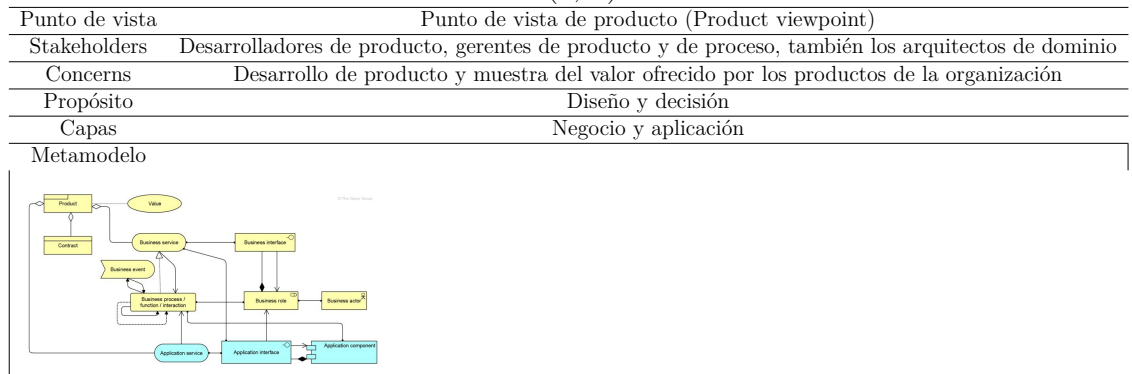 Punto de vista Punto de vista de producto (Product viewpoint)
Stakeholders Desarrolladores de producto, gerentes de producto y de proceso, también los arquitectos de dominio
Concerns Desarrollo de producto y muestra del valor ofrecido por los productos de la organización
Propósito Diseño y decisión
Capas Negocio y aplicación
Metamodelo
© The Open Group
Product
Value
Contract
Business service
Business interface
Business event
Business process /
function / interaction
Business role
Business actor
Application service
Application interface
Application component